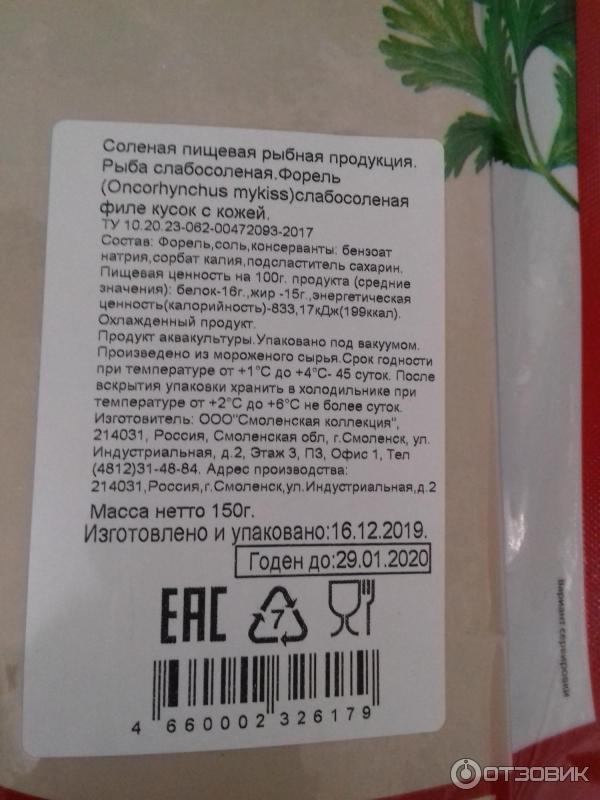 Соленая пищевая рыбная продукция.
Рыба слабосоленая.Форель
(Oncorhynchus mykiss)слабосоленая
филе кусок с кожей.
ТУ 10.20.23-062-00472093-2017
Состав: Форель,соль,консерванты: бензоат
натрия,сорбат калия,подсластитель сахарин.
Пищевая ценность на 100г. продукта (средние
значения): белок-16г.,жир -15г.,энергетическая
ценность(калорийность)-833,17кДж(199ккал).
Охлажденный продукт.
Продукт аквакультуры.Упаковано под вакуумом.
Произведено из мороженого сырья.Срок годности
при температуре от +1°С до +4°С- 45 суток. После
вскрытия упаковки хранить в холодильнике при
температуре от +2°С до +6°С не более суток.
Изготовитель: ООО"Смоленская коллекция",
214031, Россия, Смоленская обл, г.Смоленск, ул.
Индустриальная, д.2, Этаж 3, П3, Офис 1, Тел
(4812)31-48-84. Адрес производства:
214031,Россия,г.Смоленск,ул.Индустриальная,д.2
Масса нетто 150г.
Изготовлено и упаковано:16.12.2019.
Годен до:29.01.2020
EAC 7
4 660002 326179
Вариант сервировки
ОТЗОВИК